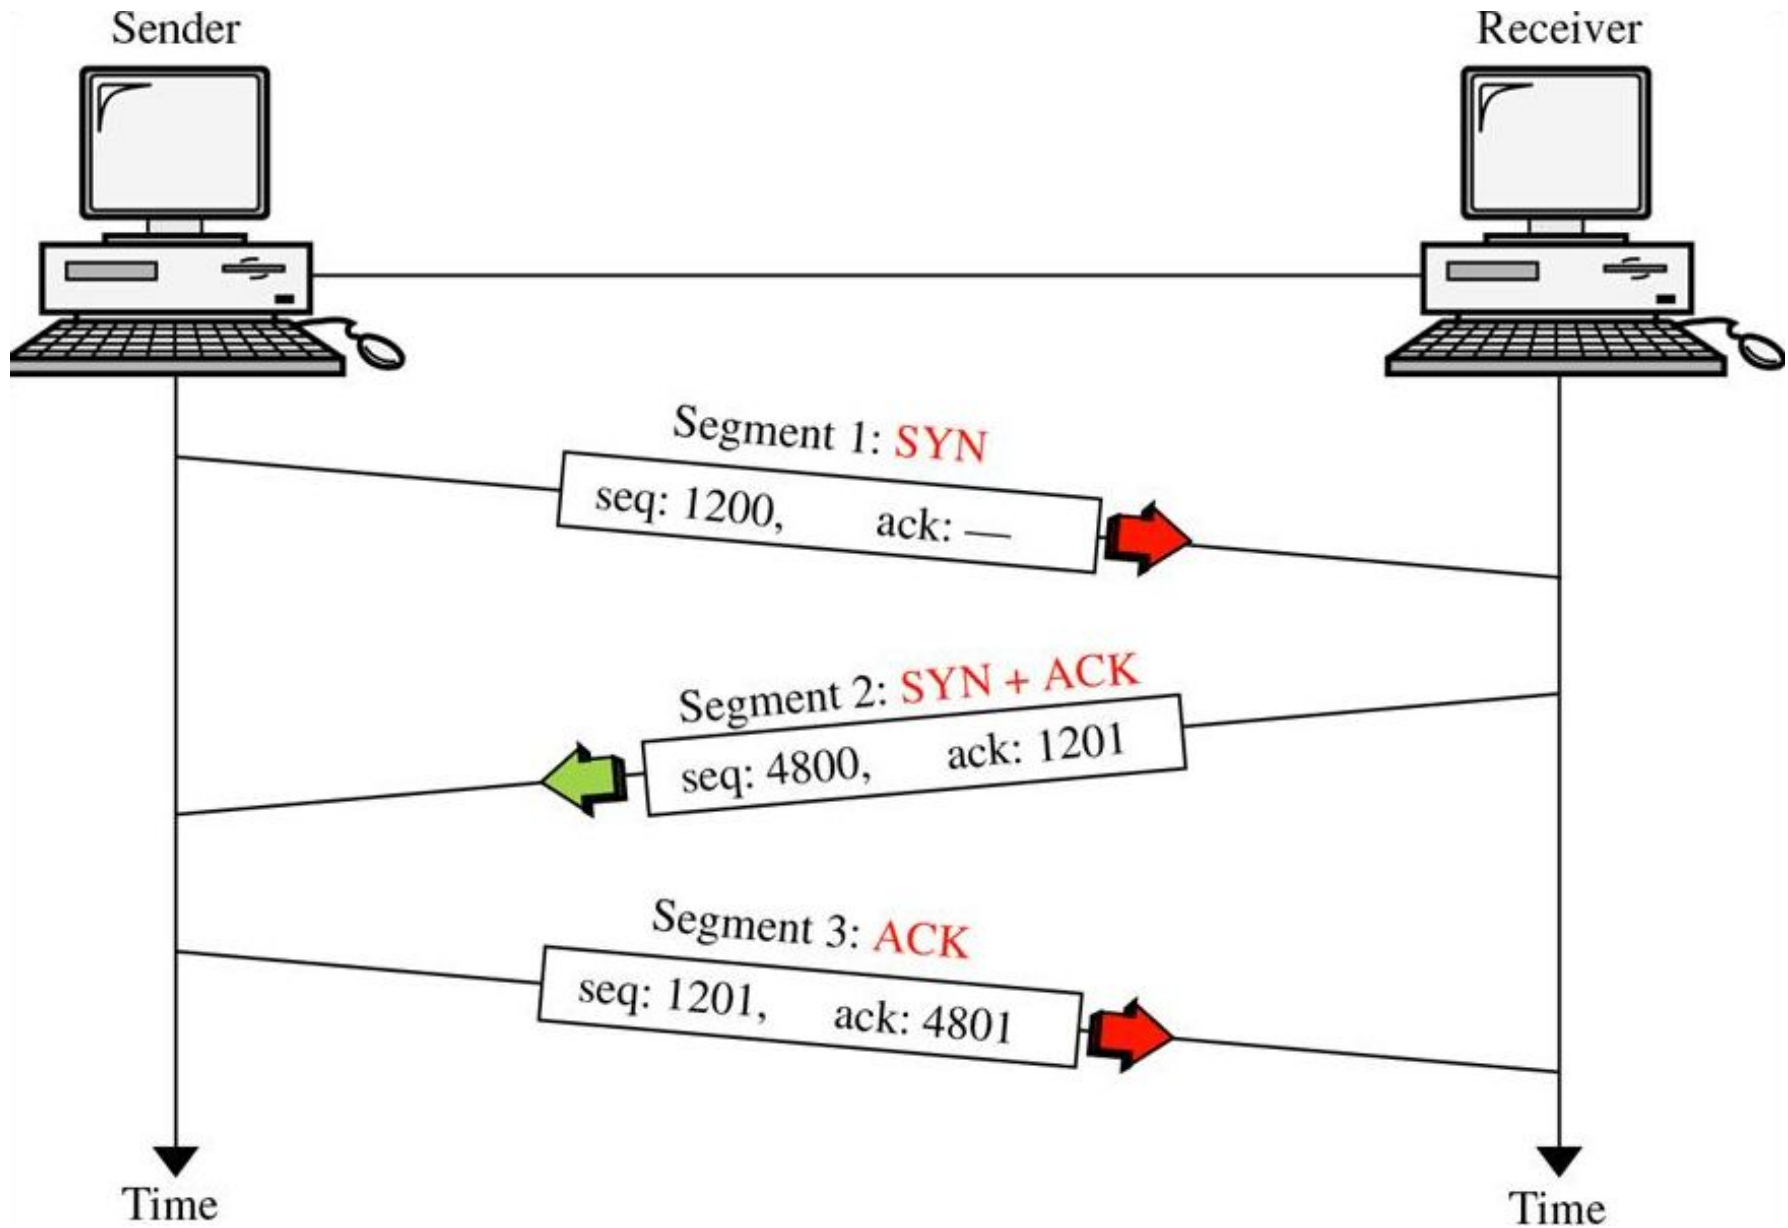 Sender
Receiver
Segment 1: SYN
seq: 1200, ack: —
Segment 2: SYN + ACK
seq: 4800, ack: 1201
Segment 3: ACK
seq: 1201, ack: 4801
Time
Time